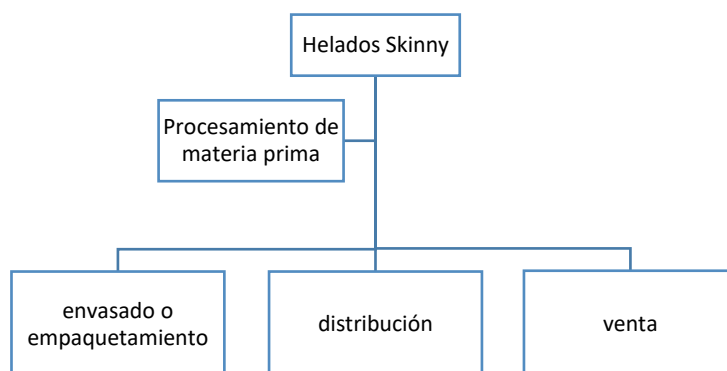 Helados Skinny
Procesamiento de
materia prima
envasado o
empaquetamiento
distribución
venta